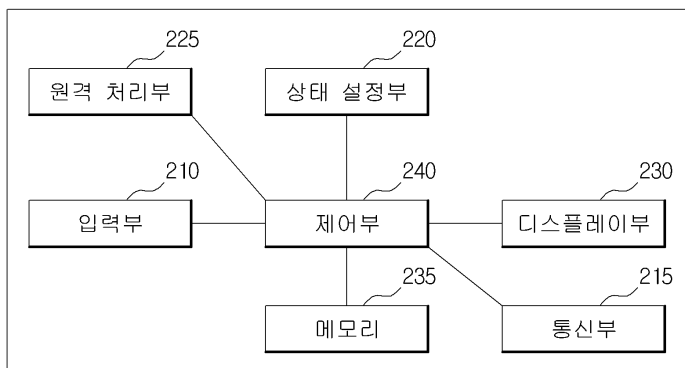 225
220
원격 처리부
상태 설정부
210
240
230
입력부
제어부
디스플레이부
235
215
메모리
통신부